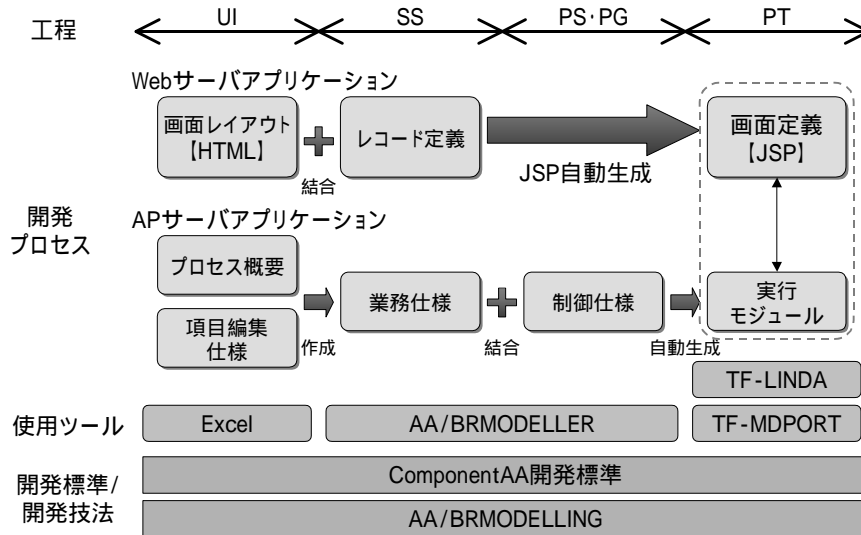 工程
UI
SS
PS・PG
PT
Webサーバアプリケーション
画面レイアウト
【HTML】
結合
レコード定義
JSP自動生成
画面定義
【JSP】
開発
プロセス
APサーバアプリケーション
プロセス概要
項目編集
仕様
作成
業務仕様
結合
制御仕様
自動生成
実行
モジュール
TF-LINDA
使用ツール
Excel
AA/BRMODELLER
TF-MDPORT
開発標準/
開発技法
ComponentAA開発標準
AA/BRMODELLING